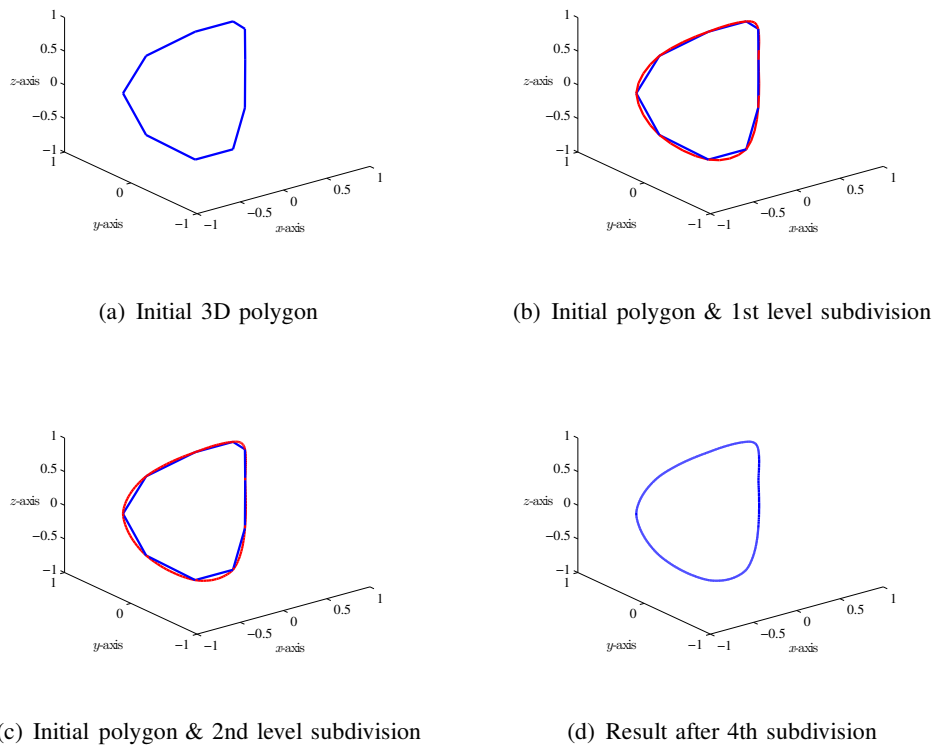 1
0.5
z-axis 0
−0.5
−1
1
0
y-axis
−1 −1
−0.5
0
0.5
1
x-axis
(a) Initial 3D polygon
1
0.5
z-axis 0
−0.5
−1
1
0
y-axis
−1 −1
−0.5
0
0.5
1
x-axis
(b) Initial polygon & 1st level subdivision
1
0.5
z-axis 0
−0.5
−1
1
0
y-axis
−1 −1
−0.5
0
0.5
1
x-axis
(c) Initial polygon & 2nd level subdivision
1
0.5
z-axis 0
−0.5
−1
1
0
y-axis
−1 −1
−0.5
0
0.5
1
x-axis
(d) Result after 4th subdivision